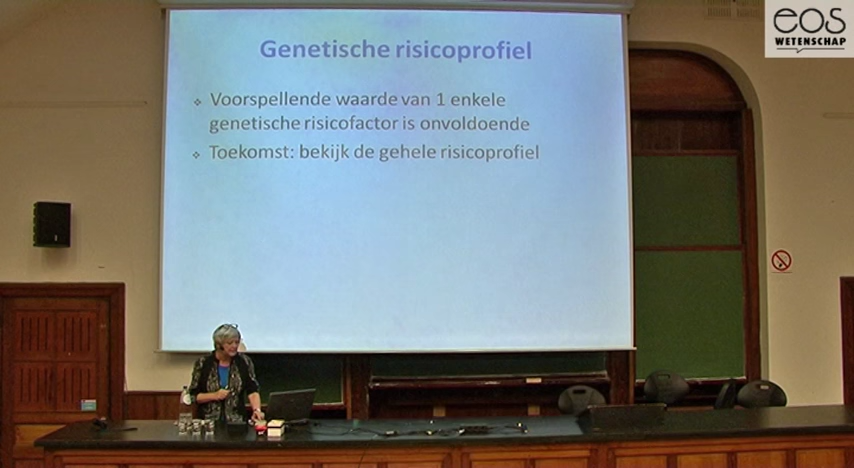 eos
WETENSCHAP
Genetische risicoprofiel
Voorspellende waarde van 1 enkele
genetische risicofactor is onvoldoende
Toekomst: bekijk de gehele risicoprofiel